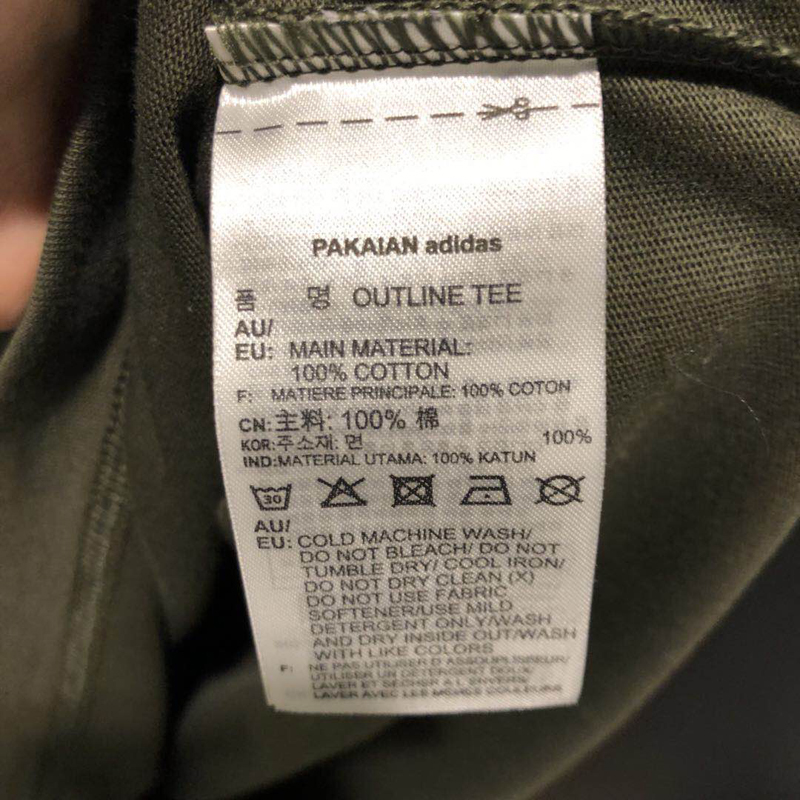 PAKAIAN adidas
품 명 OUTLINE TEE
AU/
EU: MAIN MATERIAL:
100% COTTON
F: MATIERE PRINCIPALE: 100% COTON
CN: 主料: 100% 棉
KOR:주소재: 면 100%
IND:MATERIAL UTAMA: 100% KATUN
30
AU/
EU: COLD MACHINE WASH/
DO NOT BLEACH/ DO NOT
TUMBLE DRY/ COOL IRON/
DO NOT DRY CLEAN (X)
DO NOT USE FABRIC
SOFTENER/USE MILD
DETERGENT ONLY/WASH
AND DRY INSIDE OUT/WASH
WITH LIKE COLORS
F: NE PAS UTILISER D'ASSOUPLISSEUR/
UTILISER UN DETERGENT DOUX/
LAVER ET SECHER A L'ENVERS/
LAVER AVEC LES MEMES COULEURS